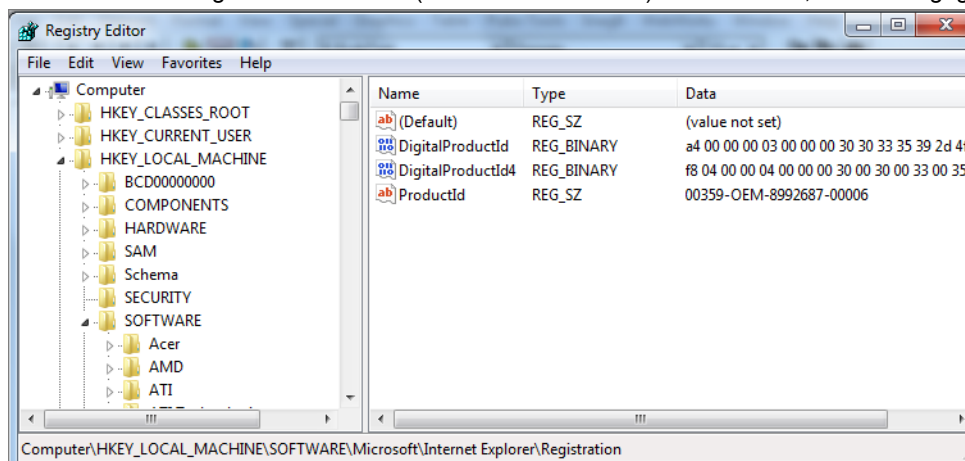 Registry Editor
File Edit View Favorites Help
Computer
HKEY_CLASSES_ROOT
HKEY_CURRENT_USER
HKEY_LOCAL_MACHINE
BCD00000000
COMPONENTS
HARDWARE
SAM
Schema
SECURITY
SOFTWARE
Acer
AMD
ATI
Name Type Data
(Default) REG_SZ (value not set)
DigitalProductId REG_BINARY a4 00 00 00 03 00 00 00 30 30 33 35 39 2d 4f
DigitalProductId4 REG_BINARY f8 04 00 00 04 00 00 00 30 00 30 00 33 00 35
ProductId REG_SZ 00359-OEM-8992687-00006
Computer\HKEY_LOCAL_MACHINE\SOFTWARE\Microsoft\Internet Explorer\Registration